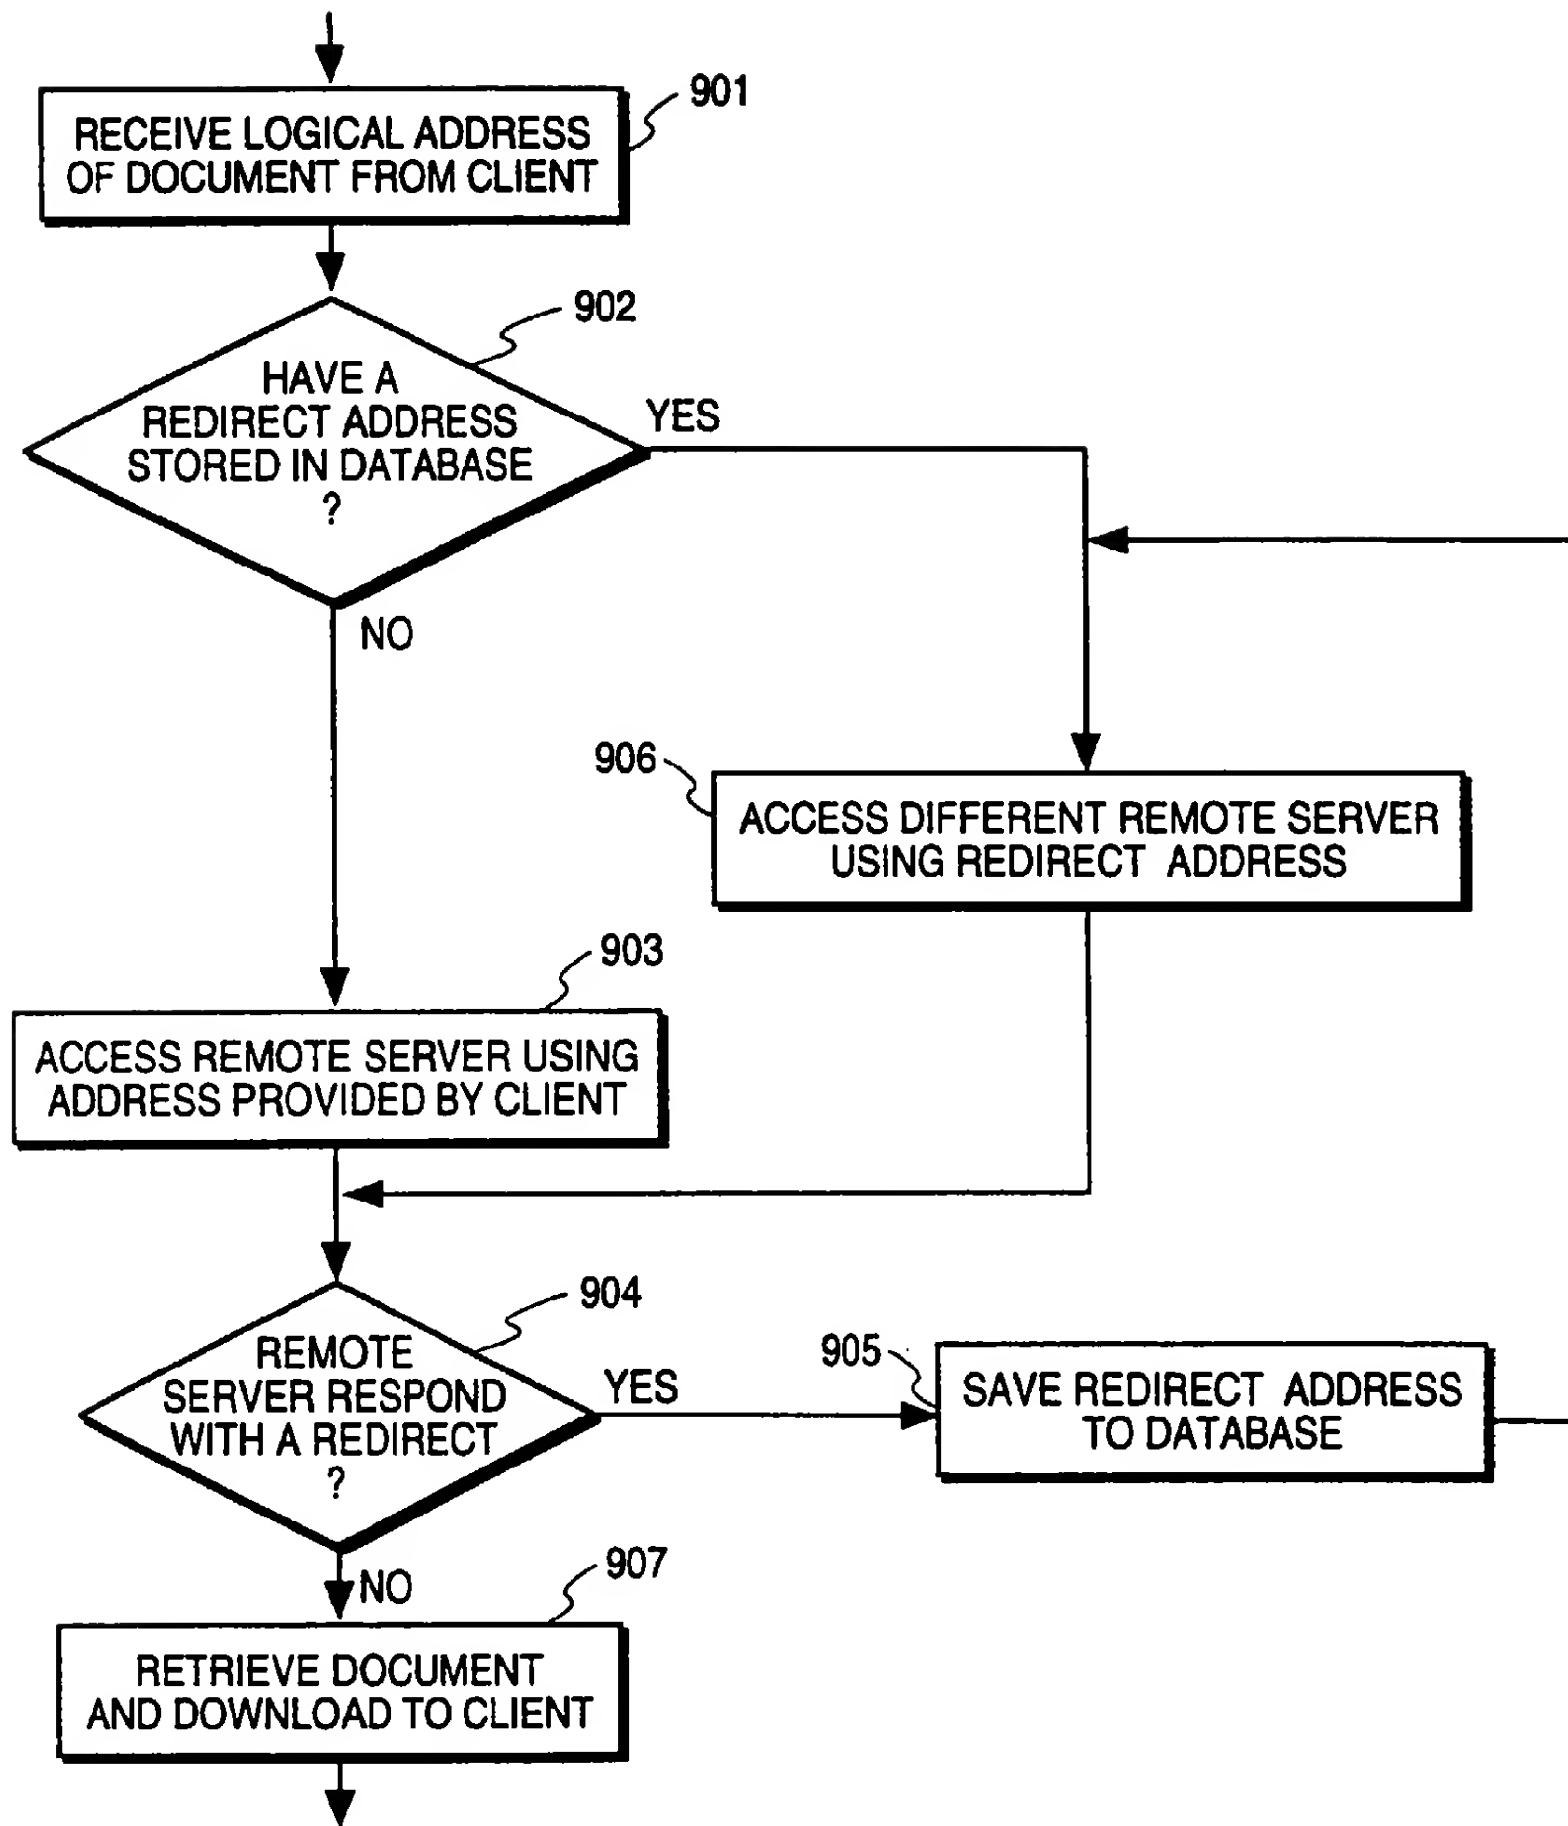 901
RECEIVE LOGICAL ADDRESS
OF DOCUMENT FROM CLIENT
902
HAVE A
REDIRECT ADDRESS
STORED IN DATABASE
?
YES
NO
906
ACCESS DIFFERENT REMOTE SERVER
USING REDIRECT ADDRESS
903
ACCESS REMOTE SERVER USING
ADDRESS PROVIDED BY CLIENT
904
REMOTE
SERVER RESPOND
WITH A REDIRECT
?
YES
905
SAVE REDIRECT ADDRESS
TO DATABASE
NO
907
RETRIEVE DOCUMENT
AND DOWNLOAD TO CLIENT